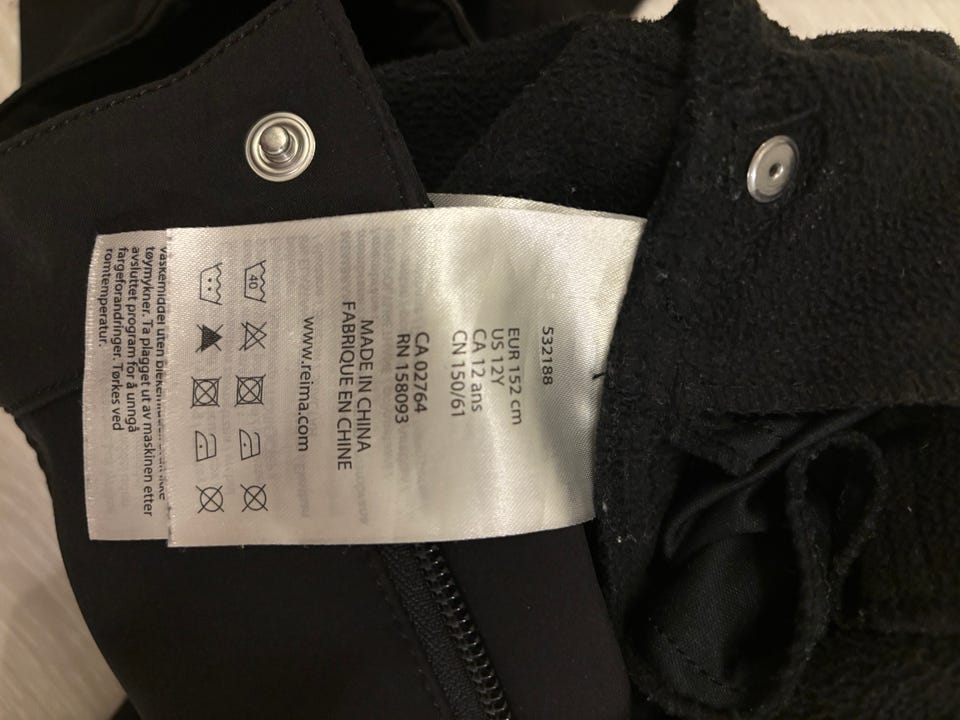 532188
EUR 152 cm
US 12Y
CA 12 ans
CN 150/61
CA 02764
RN 158093
MADE IN CHINA
FABRIQUE EN CHINE
www.reima.com
40
vaskemiddel uten
tøymykner. Ta plagget ut av maskinen etter
avsluttet program for å unngå
fargeforandringer. Tørkes ved
romtemperatur.